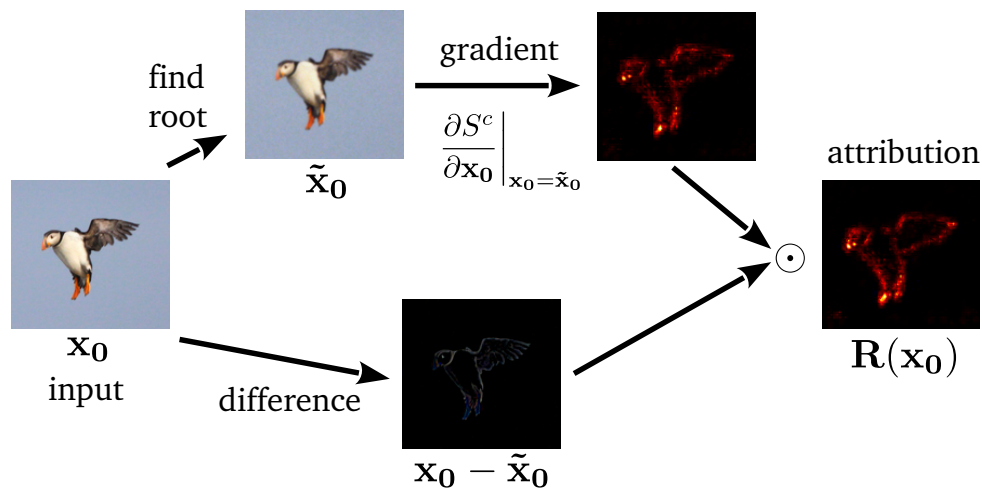 gradient
find
root
∂S^c/∂x₀ |x₀=x̃₀
x̃₀
attribution
⊙
x₀
input
R(x₀)
difference
x₀ − x̃₀